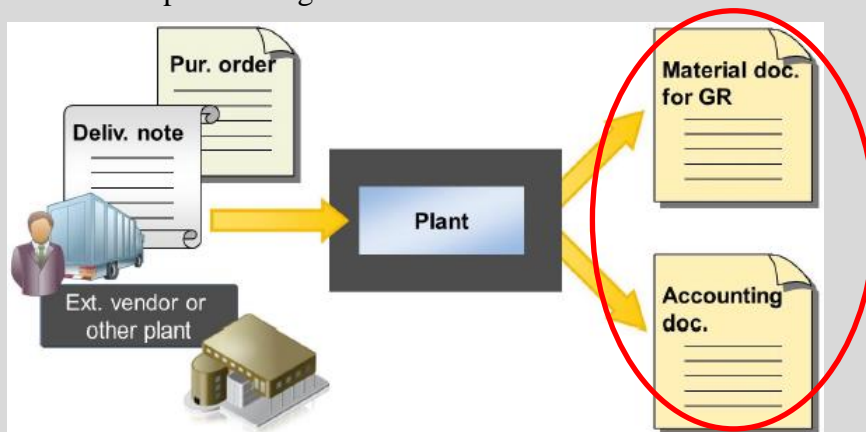 Pur. order
Deliv. note
Ext. vendor or
other plant
Plant
Material doc.
for GR
Accounting
doc.